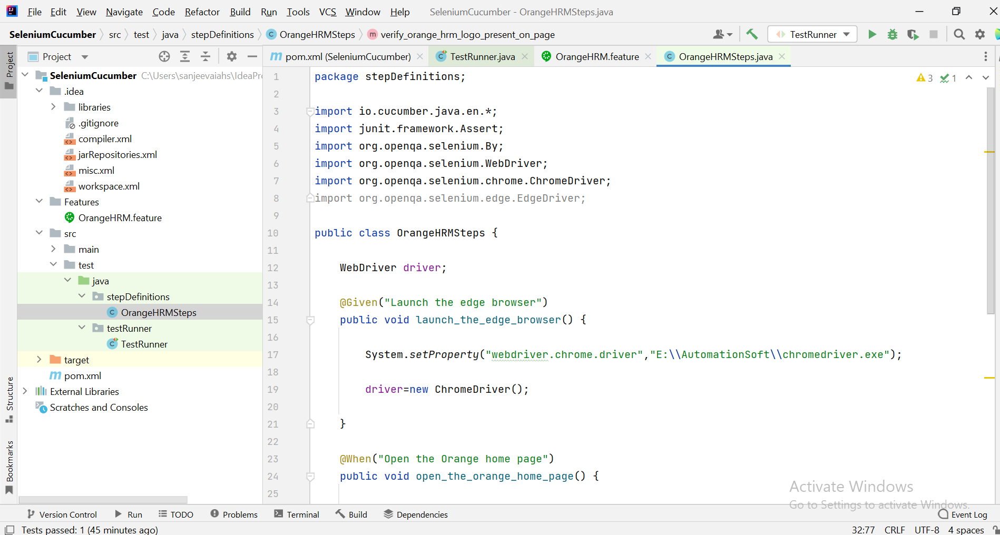 File Edit View Navigate Code Refactor Build Run Tools VCS Window Help SeleniumCucumber - OrangeHRMSteps.java
SeleniumCucumber src test java stepDefinitions OrangeHRMSteps verify_orange_hrm_logo_present_on_page TestRunner
Project
pom.xml (SeleniumCucumber) TestRunner.java OrangeHRM.feature OrangeHRMSteps.java
Project
SeleniumCucumber C:\Users\sanjeevaiahs\IdeaPr
.idea
libraries
.gitignore
compiler.xml
jarRepositories.xml
misc.xml
workspace.xml
Features
OrangeHRM.feature
src
main
test
java
stepDefinitions
OrangeHRMSteps
testRunner
TestRunner
target
pom.xml
External Libraries
Scratches and Consoles
Structure
Bookmarks
3 1
1 package stepDefinitions;
2
3 import io.cucumber.java.en.*;
4 import junit.framework.Assert;
5 import org.openqa.selenium.By;
6 import org.openqa.selenium.WebDriver;
7 import org.openqa.selenium.chrome.ChromeDriver;
8 import org.openqa.selenium.edge.EdgeDriver;
9
10 public class OrangeHRMSteps {
11
12 WebDriver driver;
13
14 @Given("Launch the edge browser")
15 public void launch_the_edge_browser() {
16
17 System.setProperty("webdriver.chrome.driver","E:\\AutomationSoft\\chromedriver.exe");
18
19 driver=new ChromeDriver();
20
21 }
22
23 @When("Open the Orange home page")
24 public void open_the_orange_home_page() {
25
Activate Windows
Go to Settings to activate Windows.
Version Control Run TODO Problems Terminal Build Dependencies Event Log
Tests passed: 1 (45 minutes ago) 32:77 CRLF UTF-8 4 spaces